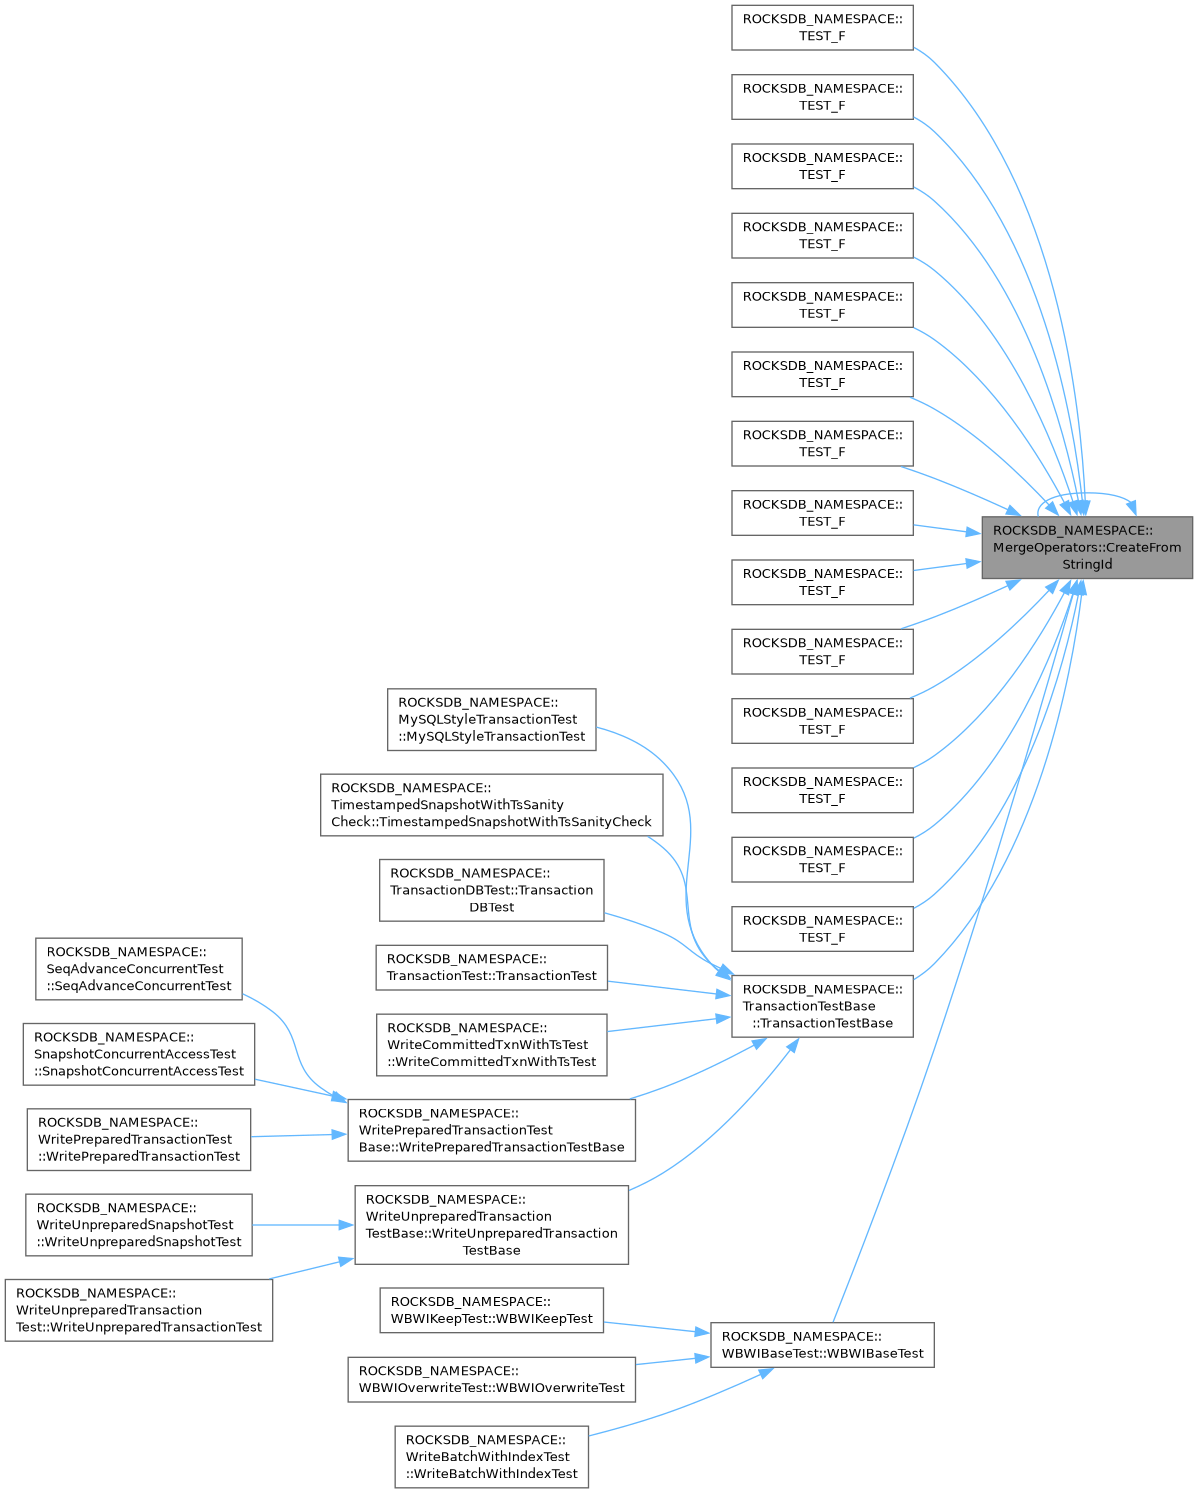 ROCKSDB_NAMESPACE::
TEST_F
ROCKSDB_NAMESPACE::
TEST_F
ROCKSDB_NAMESPACE::
TEST_F
ROCKSDB_NAMESPACE::
TEST_F
ROCKSDB_NAMESPACE::
TEST_F
ROCKSDB_NAMESPACE::
TEST_F
ROCKSDB_NAMESPACE::
TEST_F
ROCKSDB_NAMESPACE::
TEST_F
ROCKSDB_NAMESPACE::
MergeOperators::CreateFrom
StringId
ROCKSDB_NAMESPACE::
TEST_F
ROCKSDB_NAMESPACE::
TEST_F
ROCKSDB_NAMESPACE::
TEST_F
ROCKSDB_NAMESPACE::
TEST_F
ROCKSDB_NAMESPACE::
TEST_F
ROCKSDB_NAMESPACE::
TEST_F
ROCKSDB_NAMESPACE::
MySQLStyleTransactionTest
::MySQLStyleTransactionTest
ROCKSDB_NAMESPACE::
TimestampedSnapshotWithTsSanity
Check::TimestampedSnapshotWithTsSanityCheck
ROCKSDB_NAMESPACE::
TransactionDBTest::Transaction
DBTest
ROCKSDB_NAMESPACE::
TransactionTest::TransactionTest
ROCKSDB_NAMESPACE::
WriteCommittedTxnWithTsTest
::WriteCommittedTxnWithTsTest
ROCKSDB_NAMESPACE::
TransactionTestBase
::TransactionTestBase
ROCKSDB_NAMESPACE::
SeqAdvanceConcurrentTest
::SeqAdvanceConcurrentTest
ROCKSDB_NAMESPACE::
SnapshotConcurrentAccessTest
::SnapshotConcurrentAccessTest
ROCKSDB_NAMESPACE::
WritePreparedTransactionTest
::WritePreparedTransactionTest
ROCKSDB_NAMESPACE::
WritePreparedTransactionTest
Base::WritePreparedTransactionTestBase
ROCKSDB_NAMESPACE::
WriteUnpreparedSnapshotTest
::WriteUnpreparedSnapshotTest
ROCKSDB_NAMESPACE::
WriteUnpreparedTransaction
Test::WriteUnpreparedTransactionTest
ROCKSDB_NAMESPACE::
WriteUnpreparedTransaction
TestBase::WriteUnpreparedTransaction
TestBase
ROCKSDB_NAMESPACE::
WBWIKeepTest::WBWIKeepTest
ROCKSDB_NAMESPACE::
WBWIOverwriteTest::WBWIOverwriteTest
ROCKSDB_NAMESPACE::
WriteBatchWithIndexTest
::WriteBatchWithIndexTest
ROCKSDB_NAMESPACE::
WBWIBaseTest::WBWIBaseTest